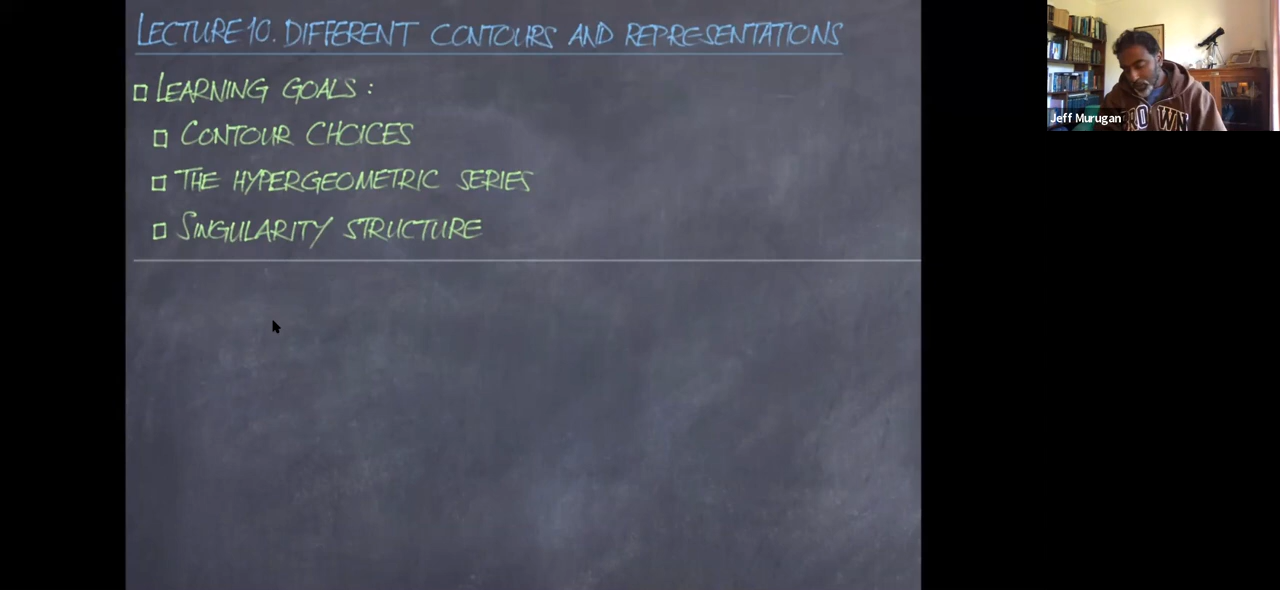 LECTURE 10. DIFFERENT CONTOURS AND REPRESENTATIONS
LEARNING GOALS:
CONTOUR CHOICES
THE HYPERGEOMETRIC SERIES
SINGULARITY STRUCTURE
Jeff Murugan